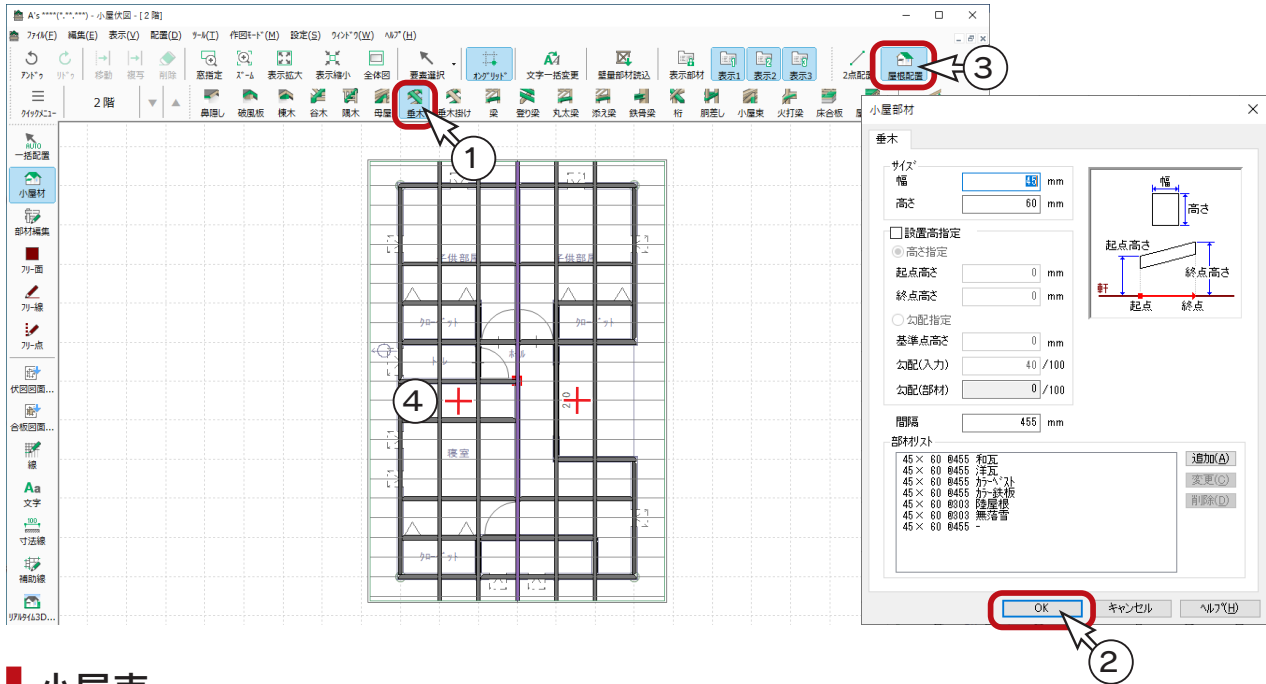 A's ****(*.**.***) - 小屋伏図 - [２階]
ﾌｧｲﾙ(F) 編集(E) 表示(V) 配置(D) ﾂｰﾙ(T) 作図ﾓｰﾄﾞ(M) 設定(S) ｳｨﾝﾄﾞｳ(W) ﾍﾙﾌﾟ(H)
ｱﾝﾄﾞｩ ﾘﾄﾞｩ 移動 複写 削除 窓指定 ｽﾞｰﾑ 表示拡大 表示縮小 全体図 要素選択 ｵﾝｸﾞﾘｯﾄﾞ 文字一括変更 壁量部材読込 表示部材 表示1 表示2 表示3 2点配置 屋根配置
③
ｸｲｯｸﾒﾆｭｰ 2階 鼻隠し 破風板 棟木 谷木 隅木 母屋 垂木 垂木掛け 梁 登り梁 丸太梁 添え梁 鉄骨梁 桁 胴差し 小屋束 火打梁 床合板
①
AUTO
一括配置
小屋材
部材編集
ﾌﾘｰ面
ﾌﾘｰ線
ﾌﾘｰ点
伏図図面...
合板図面...
線
Aa
文字
100
寸法線
補助線
ﾘｱﾙﾀｲﾑ3D...
子供部屋 子供部屋
クローゼット クローゼット
トイレ ホール
④
寝室
クローゼット
小屋部材
垂木
ｻｲｽﾞ
幅 45 mm
高さ 60 mm
設置高指定
高さ指定
起点高さ 0 mm
終点高さ 0 mm
勾配指定
基準点高さ 0 mm
勾配(入力) 40 /100
勾配(部材) 0 /100
間隔 455 mm
幅
高さ
起点高さ
終点高さ
軒
起点 終点
部材ﾘｽﾄ
45× 60 @455 和瓦
45× 60 @455 洋瓦
45× 60 @455 ｶﾗｰﾍﾞｽﾄ
45× 60 @455 ｶﾗｰ鉄板
45× 60 @303 陸屋根
45× 60 @303 無落雪
45× 60 @455 -
追加(A)
変更(C)
削除(D)
OK キャンセル ﾍﾙﾌﾟ(H)
②
小屋束